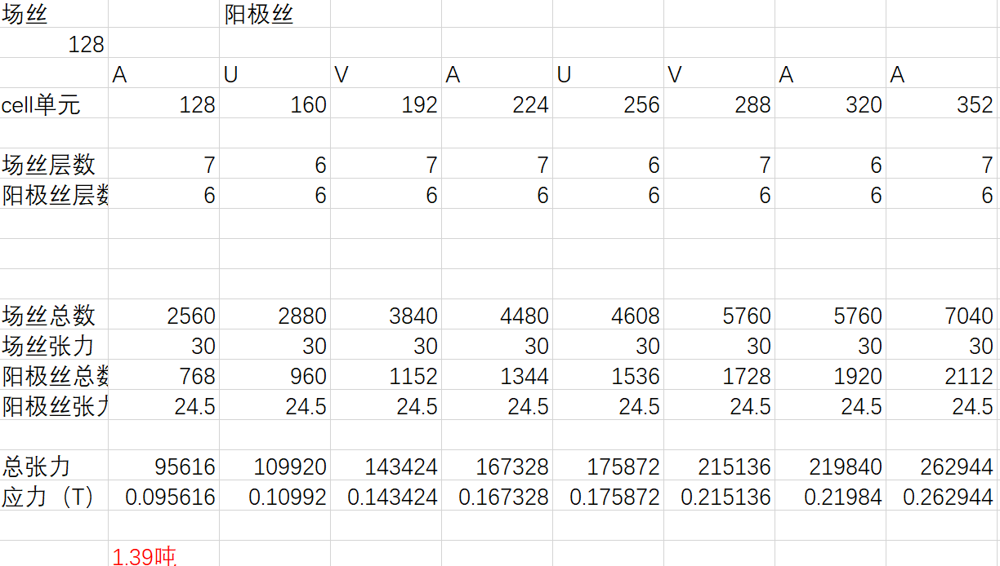 场丝 阳极丝
128
A U V A U V A A
cell单元 128 160 192 224 256 288 320 352
场丝层数 7 6 7 7 6 7 6 7
阳极丝层数 6 6 6 6 6 6 6 6
场丝总数 2560 2880 3840 4480 4608 5760 5760 7040
场丝张力 30 30 30 30 30 30 30 30
阳极丝总数 768 960 1152 1344 1536 1728 1920 2112
阳极丝张力 24.5 24.5 24.5 24.5 24.5 24.5 24.5 24.5
总张力 95616 109920 143424 167328 175872 215136 219840 262944
应力（T） 0.095616 0.10992 0.143424 0.167328 0.175872 0.215136 0.21984 0.262944
1.39吨